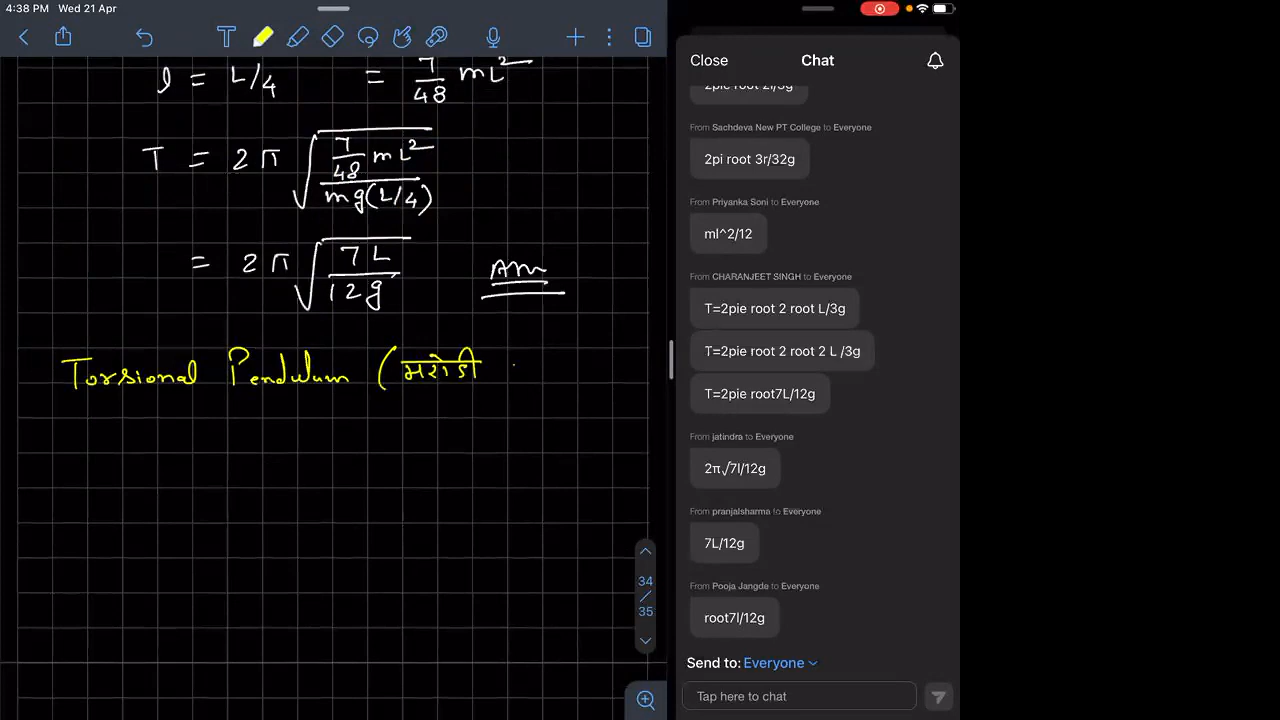 4:38 PM Wed 21 Apr
l = L/4 = 7/48 mL²
T = 2π √(7/48 mL² / mg(L/4))
= 2π √(7L/12g) Ans
Torsional Pendulum (मरोडी
34
/
35
Close Chat
2pie root 2l/3g
From Sachdeva New PT College to Everyone
2pi root 3r/32g
From Priyanka Soni to Everyone
ml^2/12
From CHARANJEET SINGH to Everyone
T=2pie root 2 root L/3g
T=2pie root 2 root 2 L /3g
T=2pie root7L/12g
From jatindra to Everyone
2π√7l/12g
From pranjalsharma to Everyone
7L/12g
From Pooja Jangde to Everyone
root7l/12g
Send to: Everyone
Tap here to chat